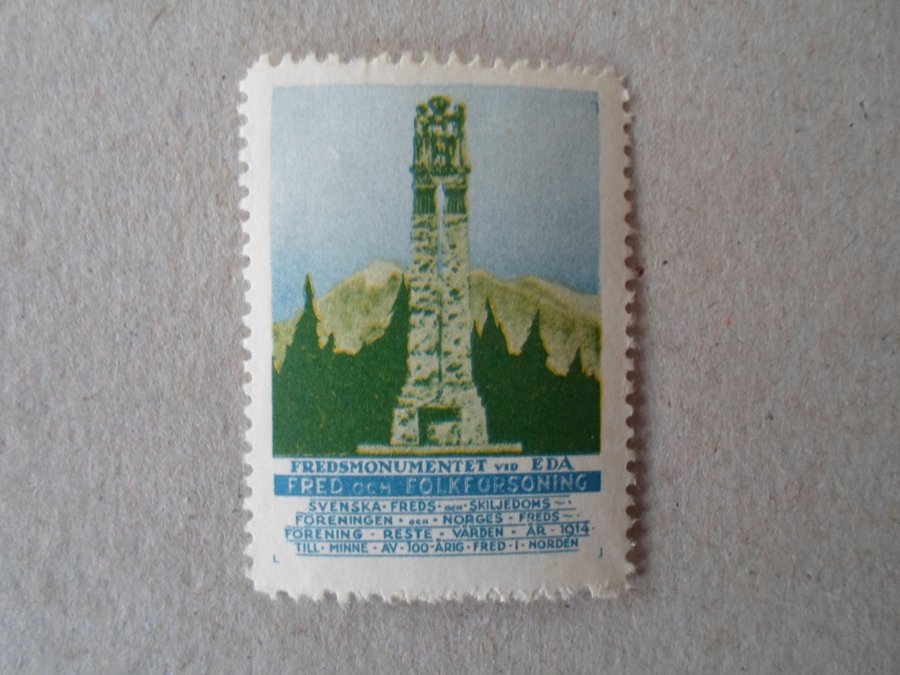 FREDSMONUMENTET VID EDA
FRED OCH FOLKFÖRSONING
SVENSKA · FREDS · OCH · SKILJEDOMS
FÖRENINGEN · OCH · NORGES · FREDS
FÖRENING · RESTE · VÅRDEN · ÅR · 1914
TILL · MINNE · AV · 100-ÅRIG · FRED · I · NORDEN